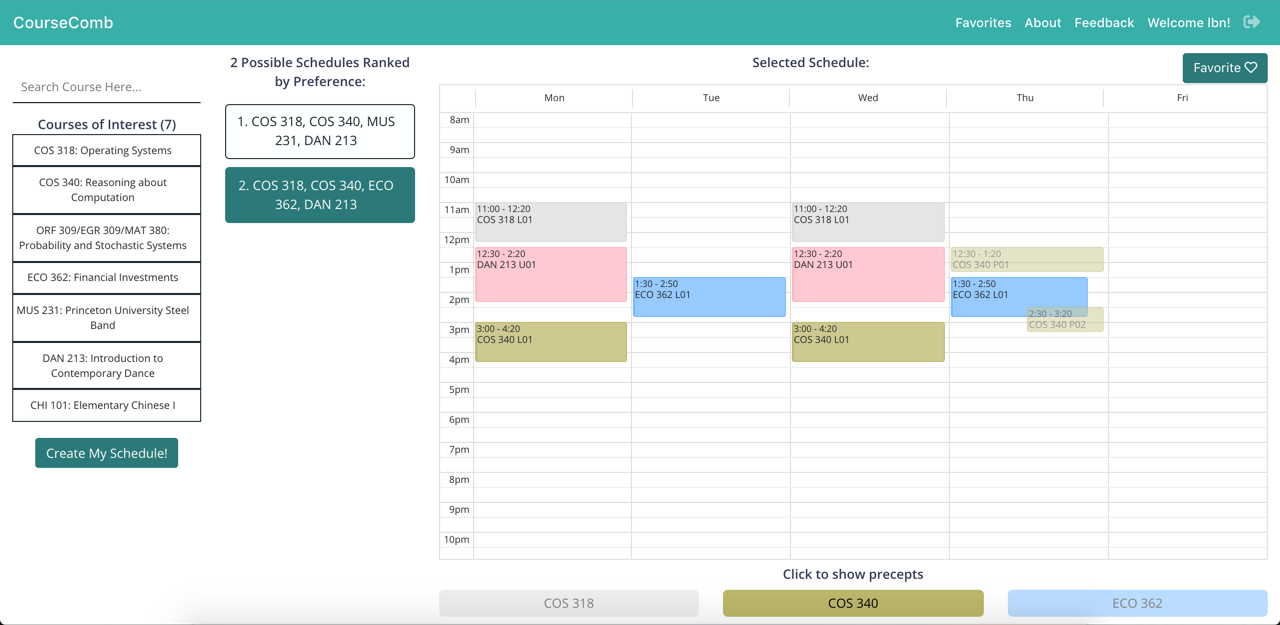 CourseComb
Favorites About Feedback Welcome Ibn!
Search Course Here...
Courses of Interest (7)
COS 318: Operating Systems
COS 340: Reasoning about
Computation
ORF 309/EGR 309/MAT 380:
Probability and Stochastic Systems
ECO 362: Financial Investments
MUS 231: Princeton University Steel
Band
DAN 213: Introduction to
Contemporary Dance
CHI 101: Elementary Chinese I
Create My Schedule!
2 Possible Schedules Ranked
by Preference:
1. COS 318, COS 340, MUS
231, DAN 213
2. COS 318, COS 340, ECO
362, DAN 213
Selected Schedule:
Favorite
Mon Tue Wed Thu Fri
8am
9am
10am
11am
12pm
1pm
2pm
3pm
4pm
5pm
6pm
7pm
8pm
9pm
10pm
11:00 - 12:20
COS 318 L01
12:30 - 2:20
DAN 213 U01
3:00 - 4:20
COS 340 L01
1:30 - 2:50
ECO 362 L01
11:00 - 12:20
COS 318 L01
12:30 - 2:20
DAN 213 U01
3:00 - 4:20
COS 340 L01
12:30 - 1:20
COS 340 P01
1:30 - 2:50
ECO 362 L01
2:30 - 3:20
COS 340 P02
Click to show precepts
COS 318 COS 340 ECO 362